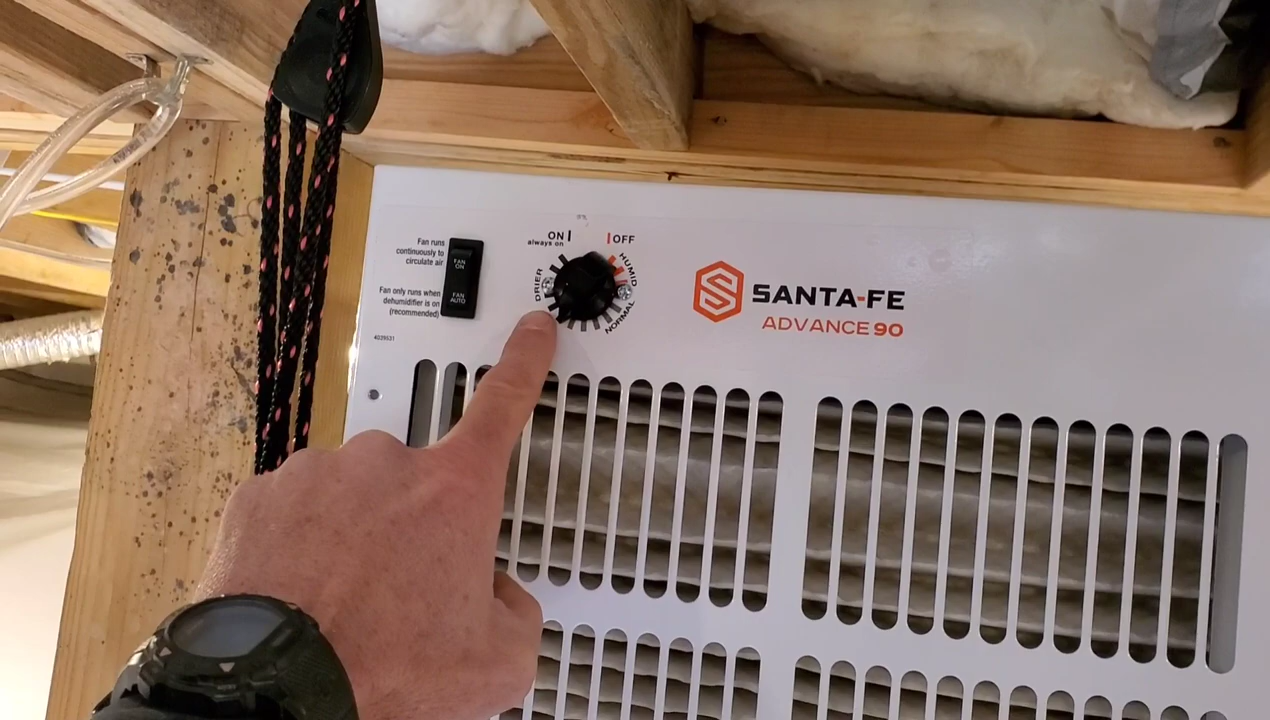 Fan runs
continuously to
circulate air
FAN
ON
FAN
AUTO
Fan only runs when
dehumidifier is on
(recommended)
4029531
ON
always on
OFF
DRIER
HUMID
NORMAL
SANTA-FE
ADVANCE 90